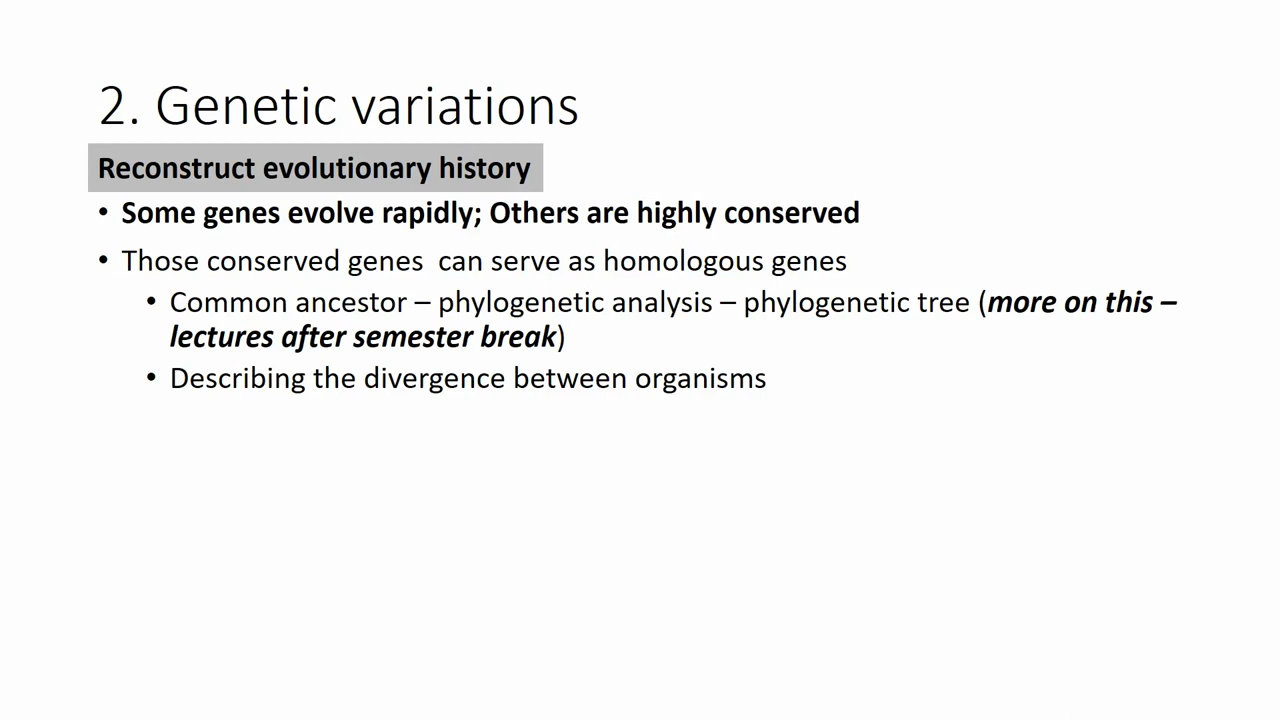 2. Genetic variations
Reconstruct evolutionary history
• Some genes evolve rapidly; Others are highly conserved
• Those conserved genes  can serve as homologous genes
• Common ancestor – phylogenetic analysis – phylogenetic tree (more on this –
lectures after semester break)
• Describing the divergence between organisms